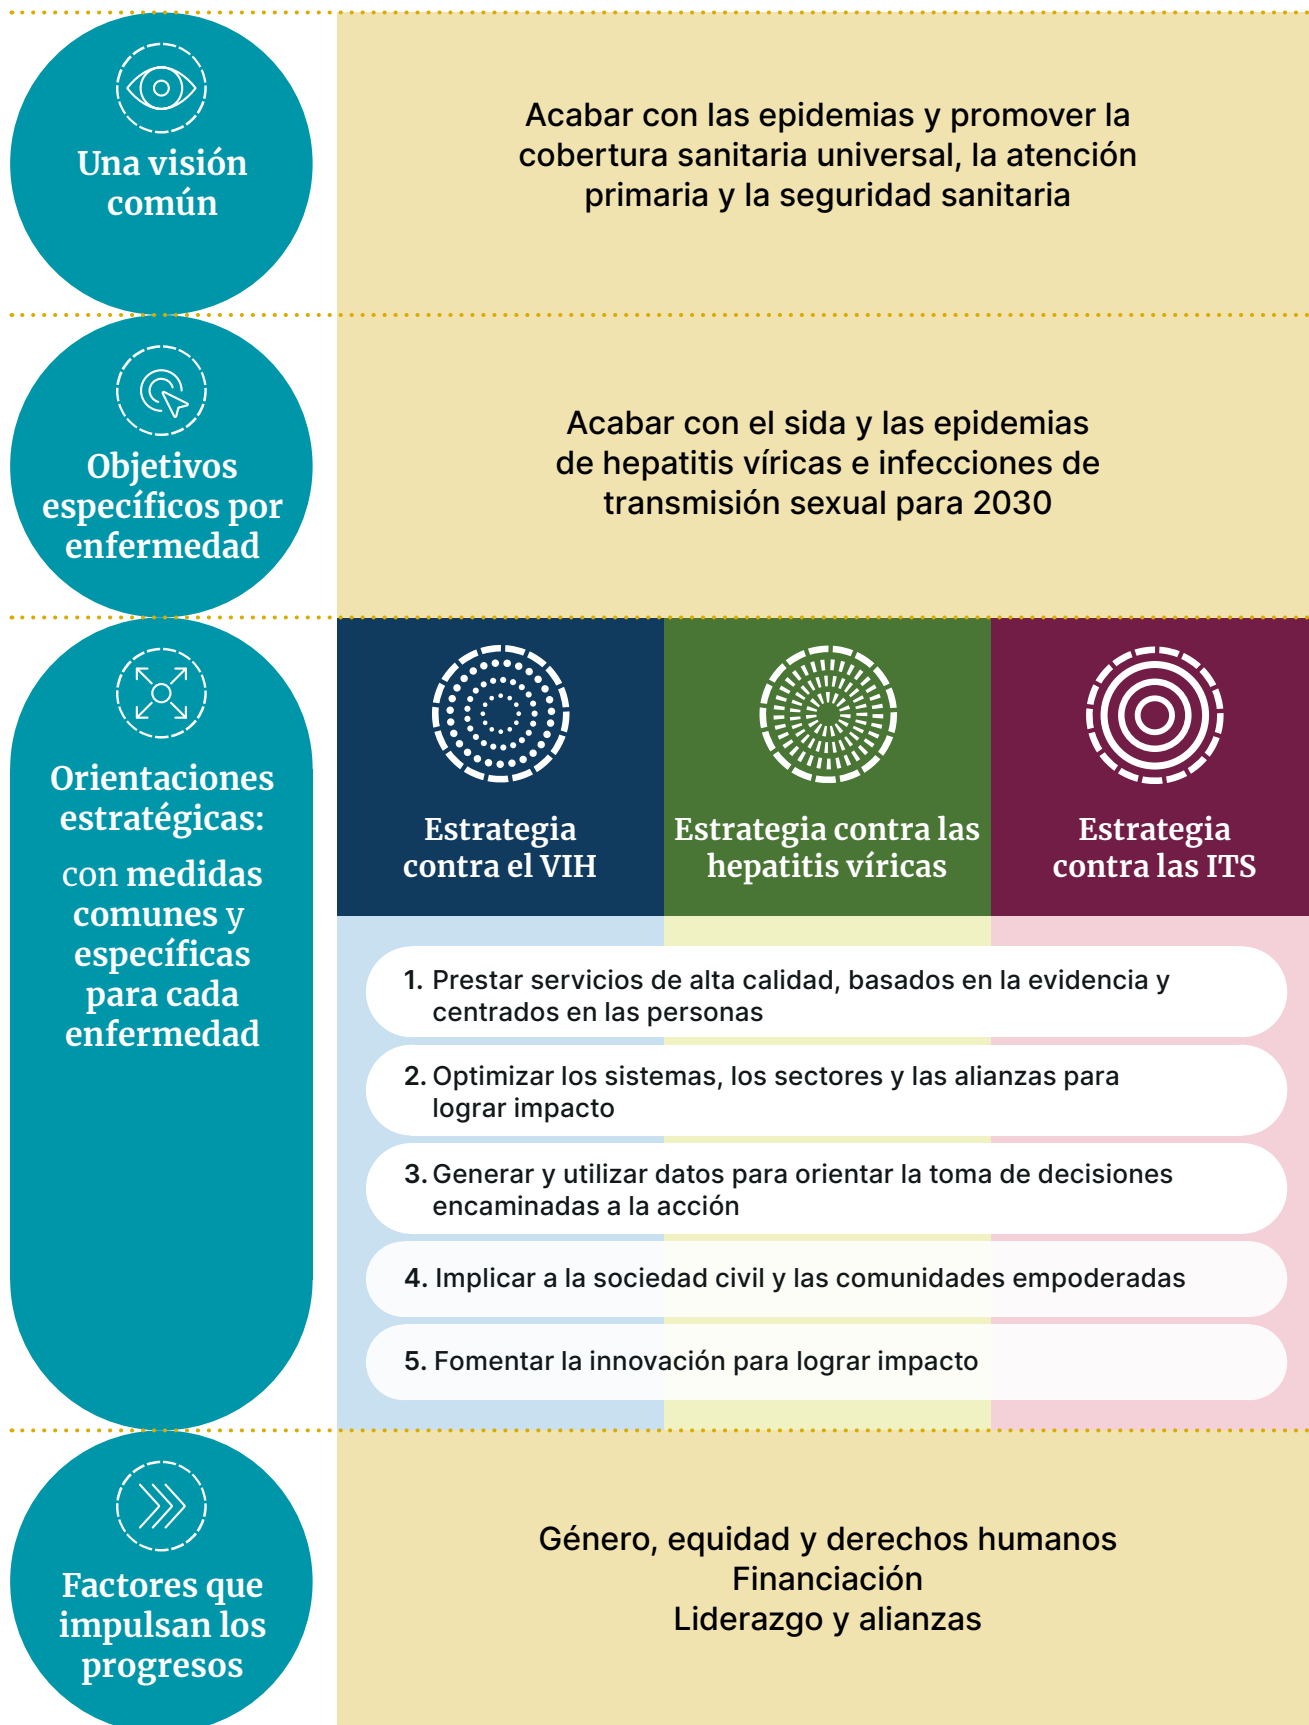 Una visión
común
Acabar con las epidemias y promover la
cobertura sanitaria universal, la atención
primaria y la seguridad sanitaria
Objetivos
específicos por
enfermedad
Acabar con el sida y las epidemias
de hepatitis víricas e infecciones de
transmisión sexual para 2030
Orientaciones
estratégicas:
con medidas
comunes y
específicas
para cada
enfermedad
Estrategia
contra el VIH
Estrategia contra las
hepatitis víricas
Estrategia
contra las ITS
1. Prestar servicios de alta calidad, basados en la evidencia y
centrados en las personas
2. Optimizar los sistemas, los sectores y las alianzas para
lograr impacto
3. Generar y utilizar datos para orientar la toma de decisiones
encaminadas a la acción
4. Implicar a la sociedad civil y las comunidades empoderadas
5. Fomentar la innovación para lograr impacto
Factores que
impulsan los
progresos
Género, equidad y derechos humanos
Financiación
Liderazgo y alianzas